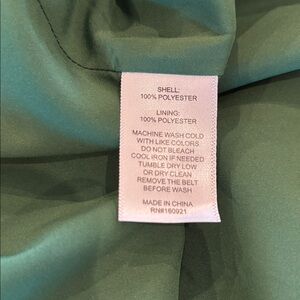 SHELL:
100% POLYESTER
LINING:
100% POLYESTER
MACHINE WASH COLD
WITH LIKE COLORS
DO NOT BLEACH
COOL IRON IF NEEDED
TUMBLE DRY LOW
OR DRY CLEAN
REMOVE THE BELT
BEFORE WASH
MADE IN CHINA
RN#160921